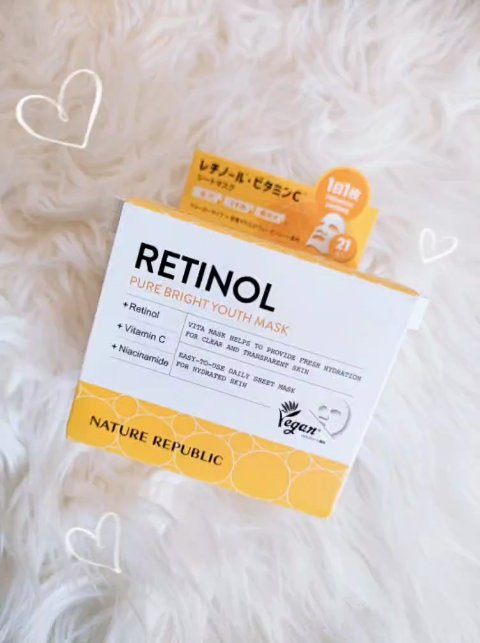 レチノール・ビタミンC
シートマスク
1日1枚
21
RETINOL
PURE BRIGHT YOUTH MASK
+ Retinol
+ Vitamin C
+ Niacinamide
VITA MASK HELPS TO PROVIDE FRESH HYDRATION
FOR CLEAR AND TRANSPARENT SKIN
EASY-TO-USE DAILY SHEET MASK
FOR HYDRATED SKIN
Vegan
NATURE REPUBLIC